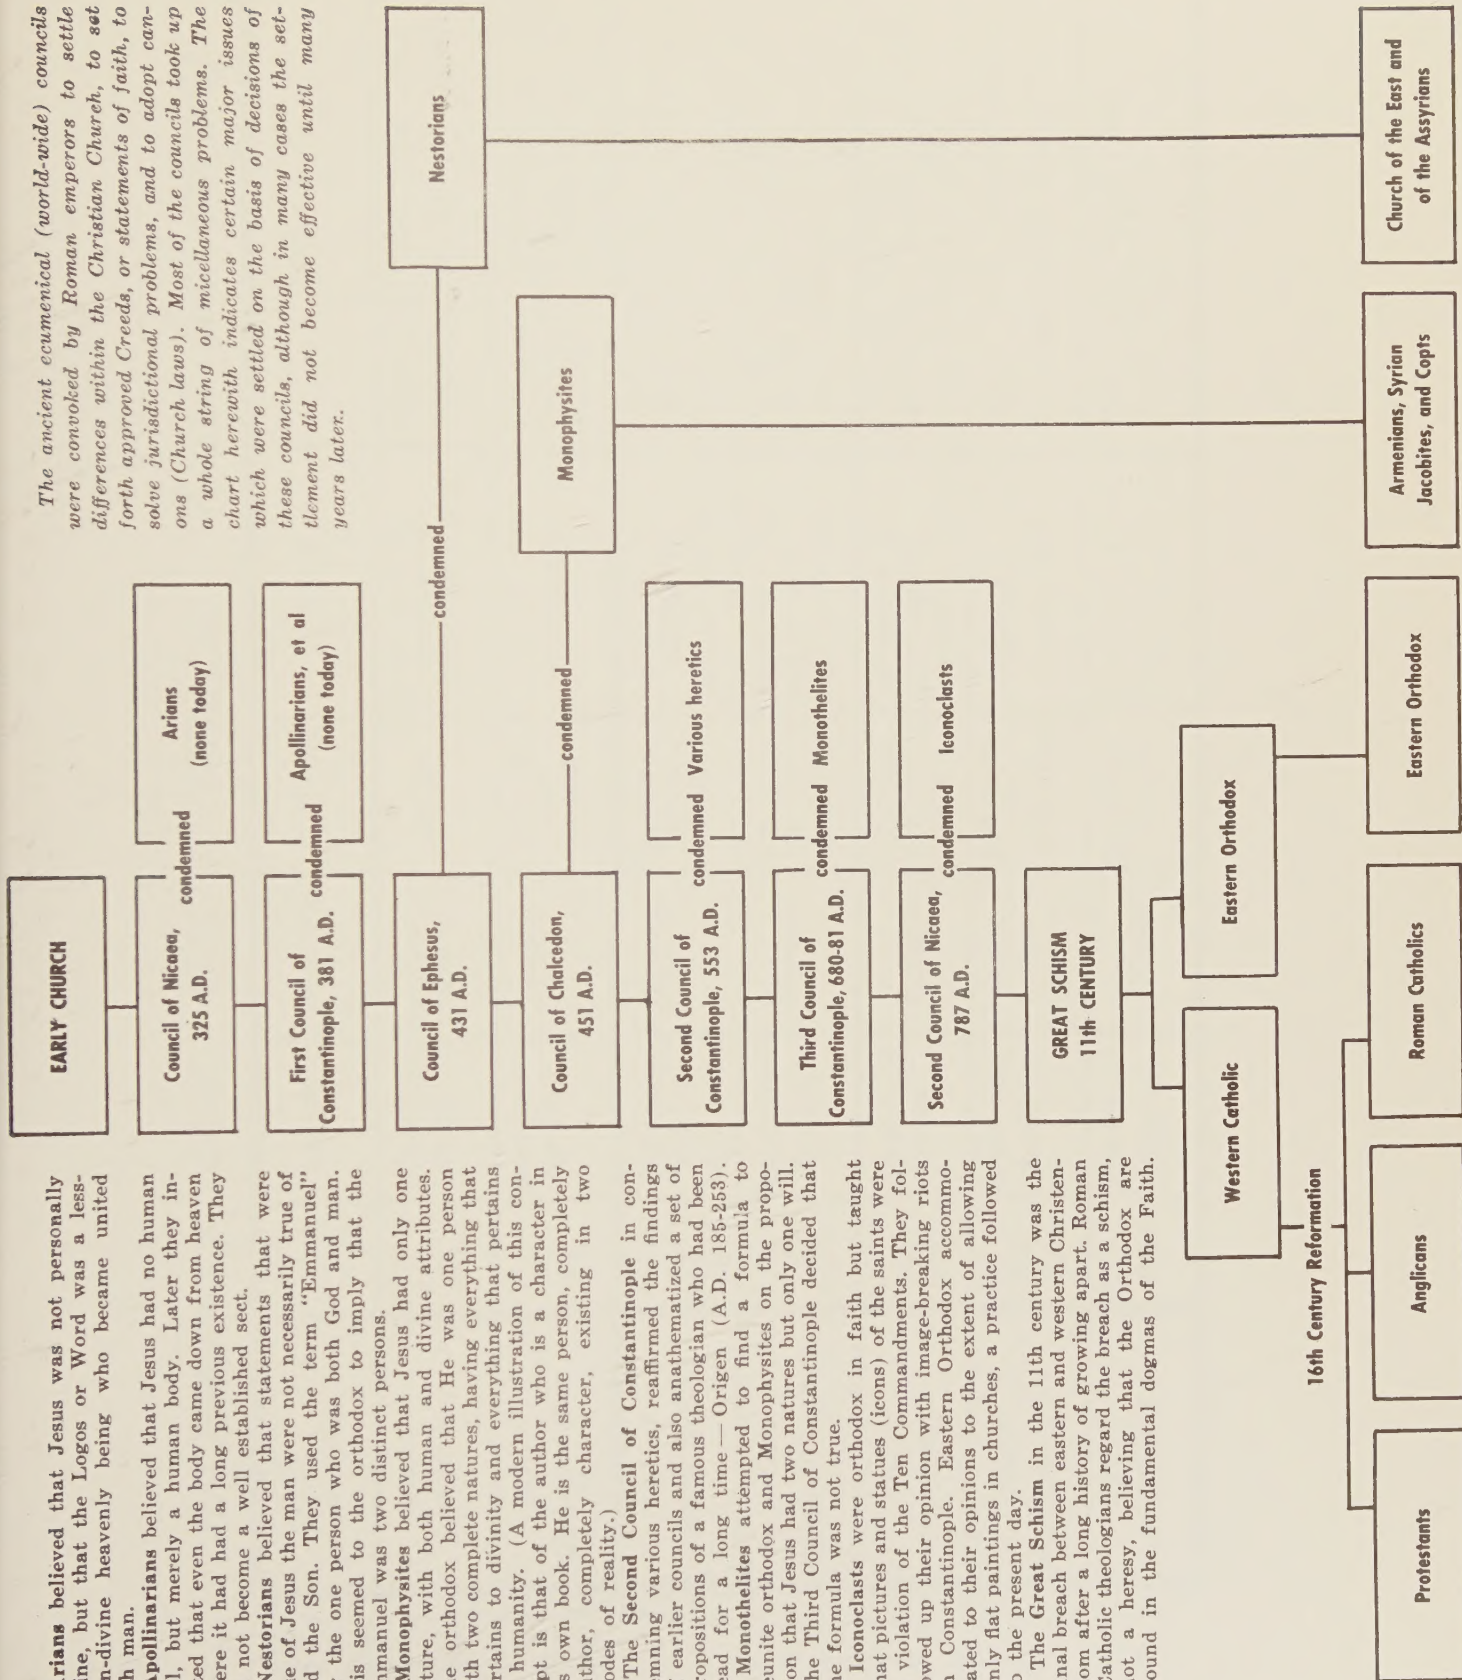 rians believed that Jesus was not personally
ine, but that the Logos or Word was a less-
n-divine heavenly being who became united
h man.
pollinarians believed that Jesus had no human
l, but merely a human body. Later they in-
ted that even the body came down from heaven
ere it had had a long previous existence. They
not become a well established sect.
Nestorians believed that statements that were
e of Jesus the man were not necessarily true of
d the Son. They used the term "Emmanuel"
the one person who was both God and man.
is seemed to the orthodox to imply that the
manuel was two distinct persons.
Monophysites believed that Jesus had only one
ture, with both human and divine attributes.
e orthodox believed that He was one person
th two complete natures, having everything that
rtains to divinity and everything that pertains
humanity. (A modern illustration of this con-
pt is that of the author who is a character in
s own book. He is the same person, completely
thor, completely character, existing in two
odes of reality.)
The Second Council of Constantinople in con-
emning various heretics, reaffirmed the findings
earlier councils and also anathematized a set of
ropositions of a famous theologian who had been
ead for a long time — Origen (A.D. 185-253).
Monothelites attempted to find a formula to
eunite orthodox and Monophysites on the propo-
on that Jesus had two natures but only one will.
he Third Council of Constantinople decided that
he formula was not true.
Iconoclasts were orthodox in faith but taught
hat pictures and statues (icons) of the saints were
violation of the Ten Commandments. They fol-
owed up their opinion with image-breaking riots
Constantinople. Eastern Orthodox accommo-
ated to their opinions to the extent of allowing
nly flat paintings in churches, a practice followed
o the present day.
The Great Schism in the 11th century was the
nal breach between eastern and western Christen-
om after a long history of growing apart. Roman
Catholic theologians regard the breach as a schism,
not a heresy, believing that the Orthodox are
ound in the fundamental dogmas of the Faith.
EARLY CHURCH
Council of Nicaea,
325 A.D.
condemned
Arians
(none today)
First Council of
Constantinople, 381 A.D.
condemned
Apollinarians, et al
(none today)
Council of Ephesus,
431 A.D.
condemned
Nestorians
Council of Chalcedon,
451 A.D.
condemned
Monophysites
Second Council of
Constantinople, 553 A.D.
condemned
Various heretics
Third Council of
Constantinople, 680-81 A.D.
condemned
Monothelites
Second Council of Nicaea,
787 A.D.
condemned
Iconoclasts
GREAT SCHISM
11th CENTURY
Western Catholic
Eastern Orthodox
16th Century Reformation
Protestants
Anglicans
Roman Catholics
Eastern Orthodox
Armenians, Syrian
Jacobites, and Copts
Church of the East and
of the Assyrians
The ancient ecumenical (world-wide) councils
were convoked by Roman emperors to settle
differences within the Christian Church, to set
forth approved Creeds, or statements of faith, to
solve jurisdictional problems, and to adopt can-
ons (Church laws). Most of the councils took up
a whole string of micellaneous problems. The
chart herewith indicates certain major issues
which were settled on the basis of decisions of
these councils, although in many cases the set-
tlement did not become effective until many
years later.